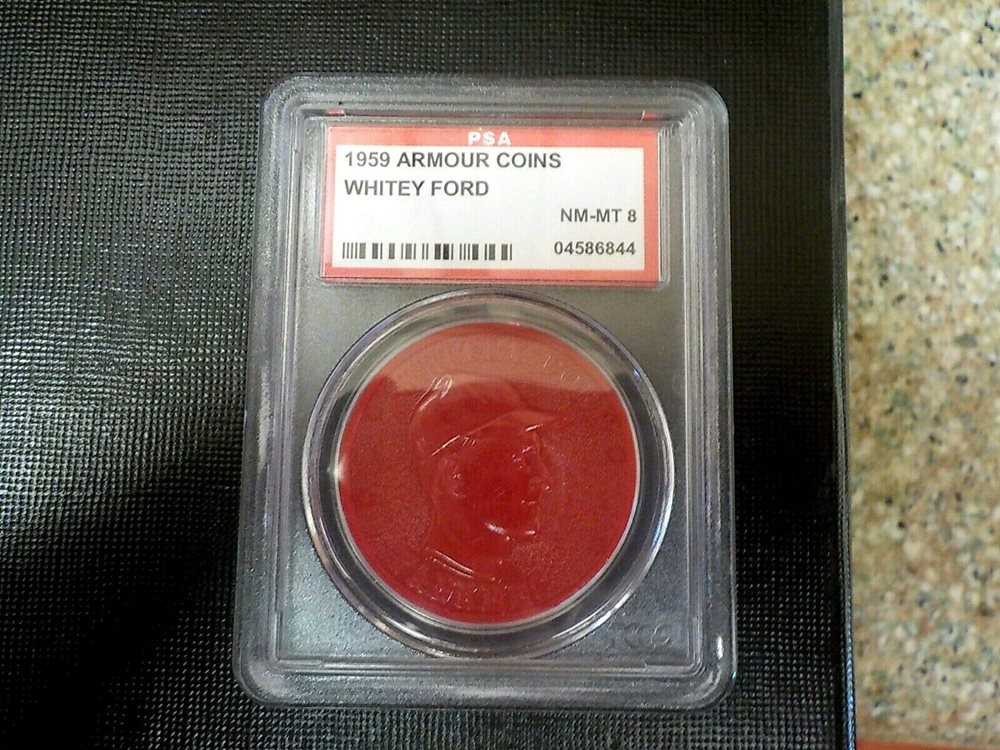 PSA
1959 ARMOUR COINS
WHITEY FORD
NM-MT 8
04586844